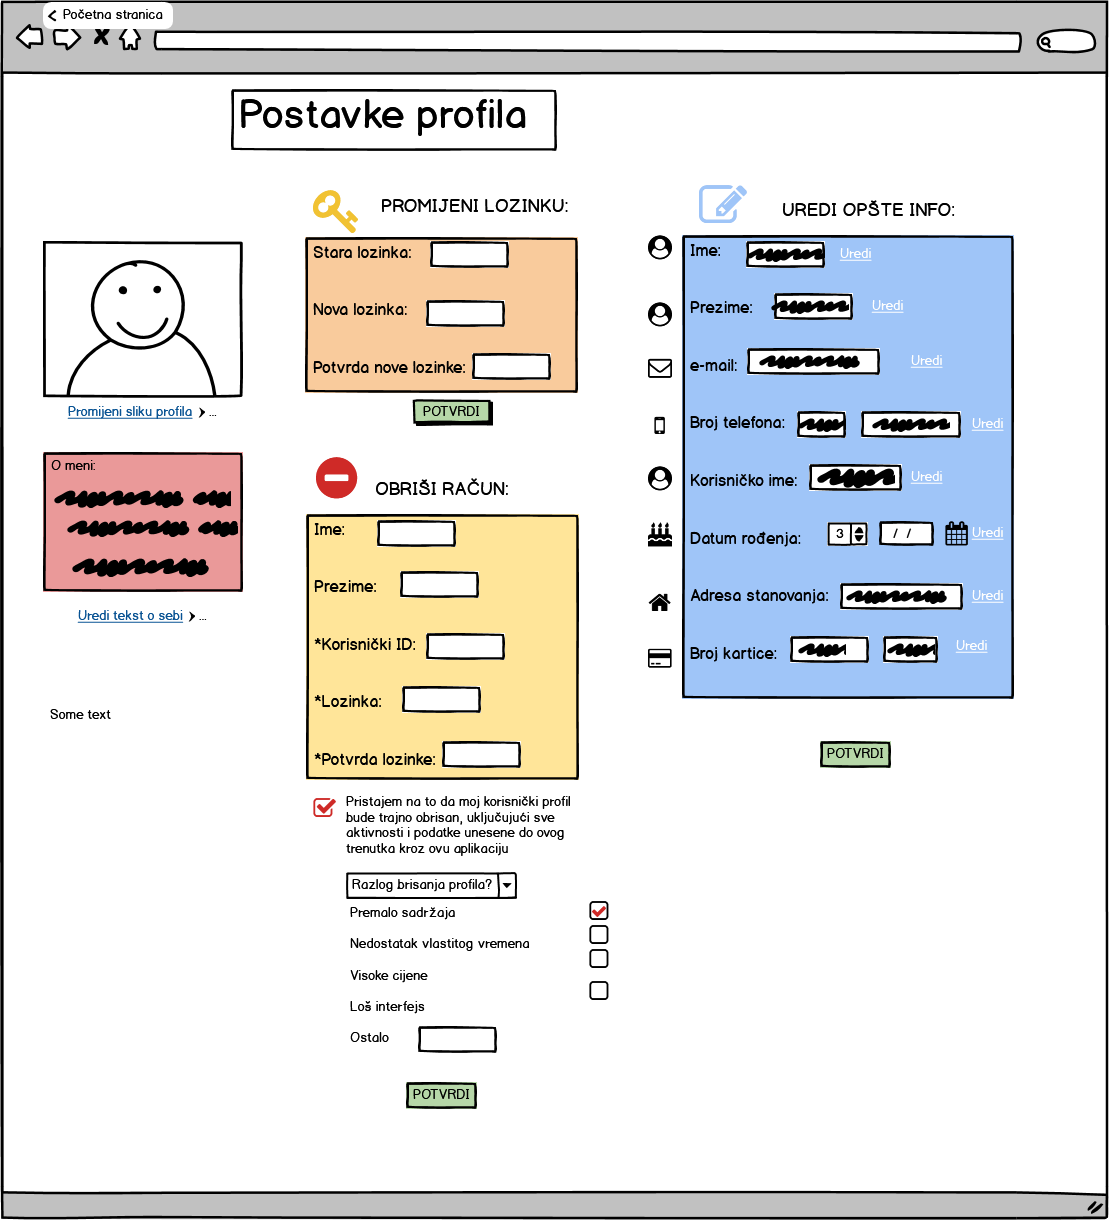 Početna stranica
Postavke profila
PROMIJENI LOZINKU:
Stara lozinka:
Nova lozinka:
Potvrda nove lozinke:
POTVRDI
Promijeni sliku profila ...
O meni:
Uredi tekst o sebi ...
Some text
OBRIŠI RAČUN:
Ime:
Prezime:
*Korisnički ID:
*Lozinka:
*Potvrda lozinke:
Pristajem na to da moj korisnički profil
bude trajno obrisan, uključujući sve
aktivnosti i podatke unesene do ovog
trenutka kroz ovu aplikaciju
Razlog brisanja profila?
Premalo sadržaja
Nedostatak vlastitog vremena
Visoke cijene
Loš interfejs
Ostalo
POTVRDI
UREDI OPŠTE INFO:
Ime: Uredi
Prezime: Uredi
e-mail: Uredi
Broj telefona: Uredi
Korisničko ime: Uredi
Datum rođenja: 3 / / Uredi
Adresa stanovanja: Uredi
Broj kartice: Uredi
POTVRDI